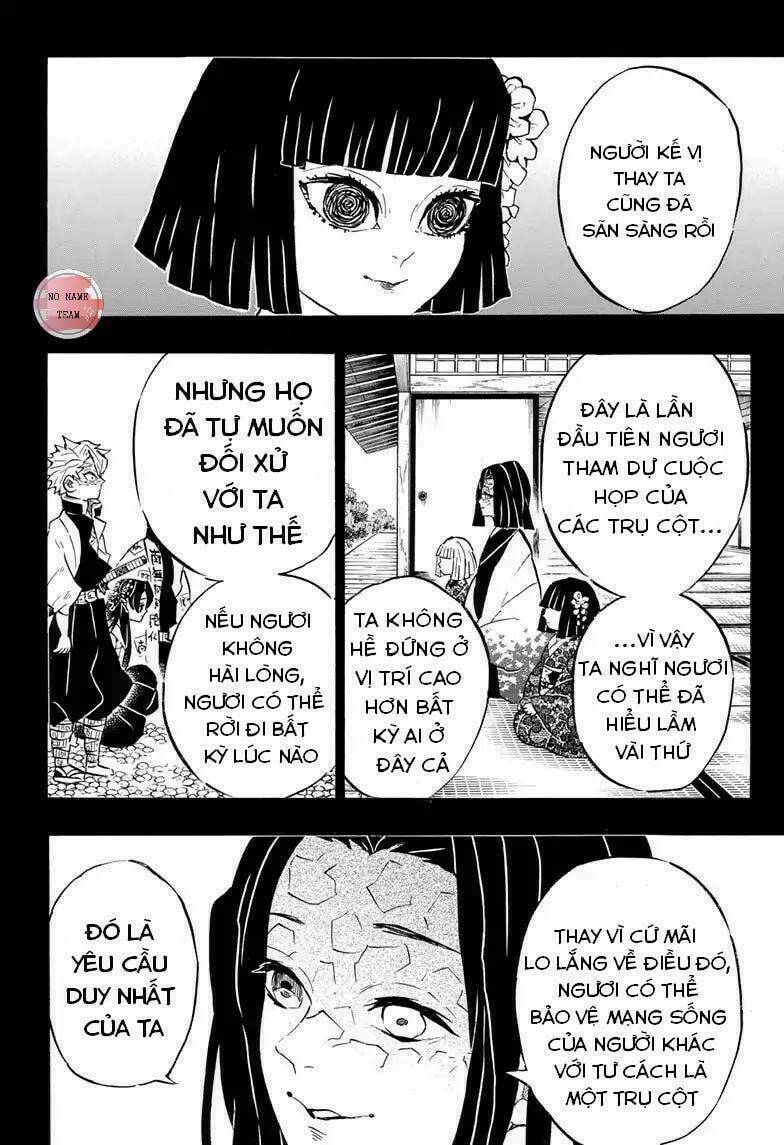 NGƯỜI KẾ VỊ
THAY TA
CŨNG ĐÃ
SÃN SÀNG RỒI
NO NAME
TEAM
ĐÂY LÀ LẦN
ĐẦU TIÊN NGƯƠI
THAM DỰ CUỘC
HỌP CỦA
CÁC TRỤ CỘT...
...VÌ VẬY
TA NGHĨ NGƯƠI
CÓ THỂ ĐÃ
HIỂU LẦM
VÀI THỨ
TA KHÔNG
HỀ ĐỨNG Ở
VỊ TRÍ CAO
HƠN BẤT
KỲ AI Ở
ĐÂY CẢ
NHƯNG HỌ
ĐÃ TỰ MUỐN
ĐỐI XỬ
VỚI TA
NHƯ THẾ
NẾU NGƯƠI
KHÔNG
HÀI LÒNG,
NGƯƠI CÓ THỂ
RỜI ĐI BẤT
KỲ LÚC NÀO
THAY VÌ CỨ MÃI
LO LẮNG VỀ ĐIỀU ĐÓ,
NGƯƠI CÓ THỂ
BẢO VỆ MẠNG SỐNG
CỦA NGƯỜI KHÁC
VỚI TƯ CÁCH LÀ
MỘT TRỤ CỘT
ĐÓ LÀ
YÊU CẦU
DUY NHẤT
CỦA TA